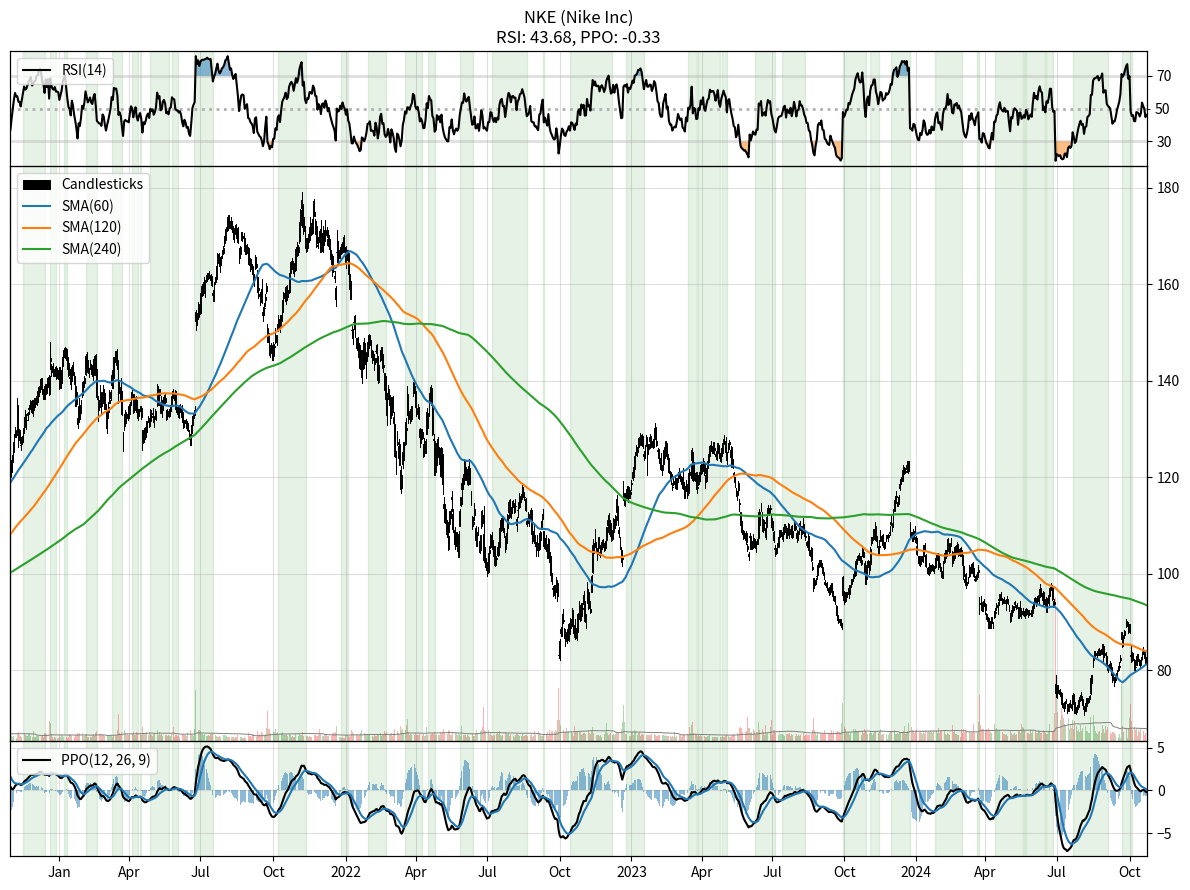 NKE (Nike Inc)
RSI: 43.68, PPO: -0.33
RSI(14)
70
50
30
Candlesticks
SMA(60)
SMA(120)
SMA(240)
180
160
140
120
100
80
PPO(12, 26, 9)
5
0
−5
Jan Apr Jul Oct 2022 Apr Jul Oct 2023 Apr Jul Oct 2024 Apr Jul Oct